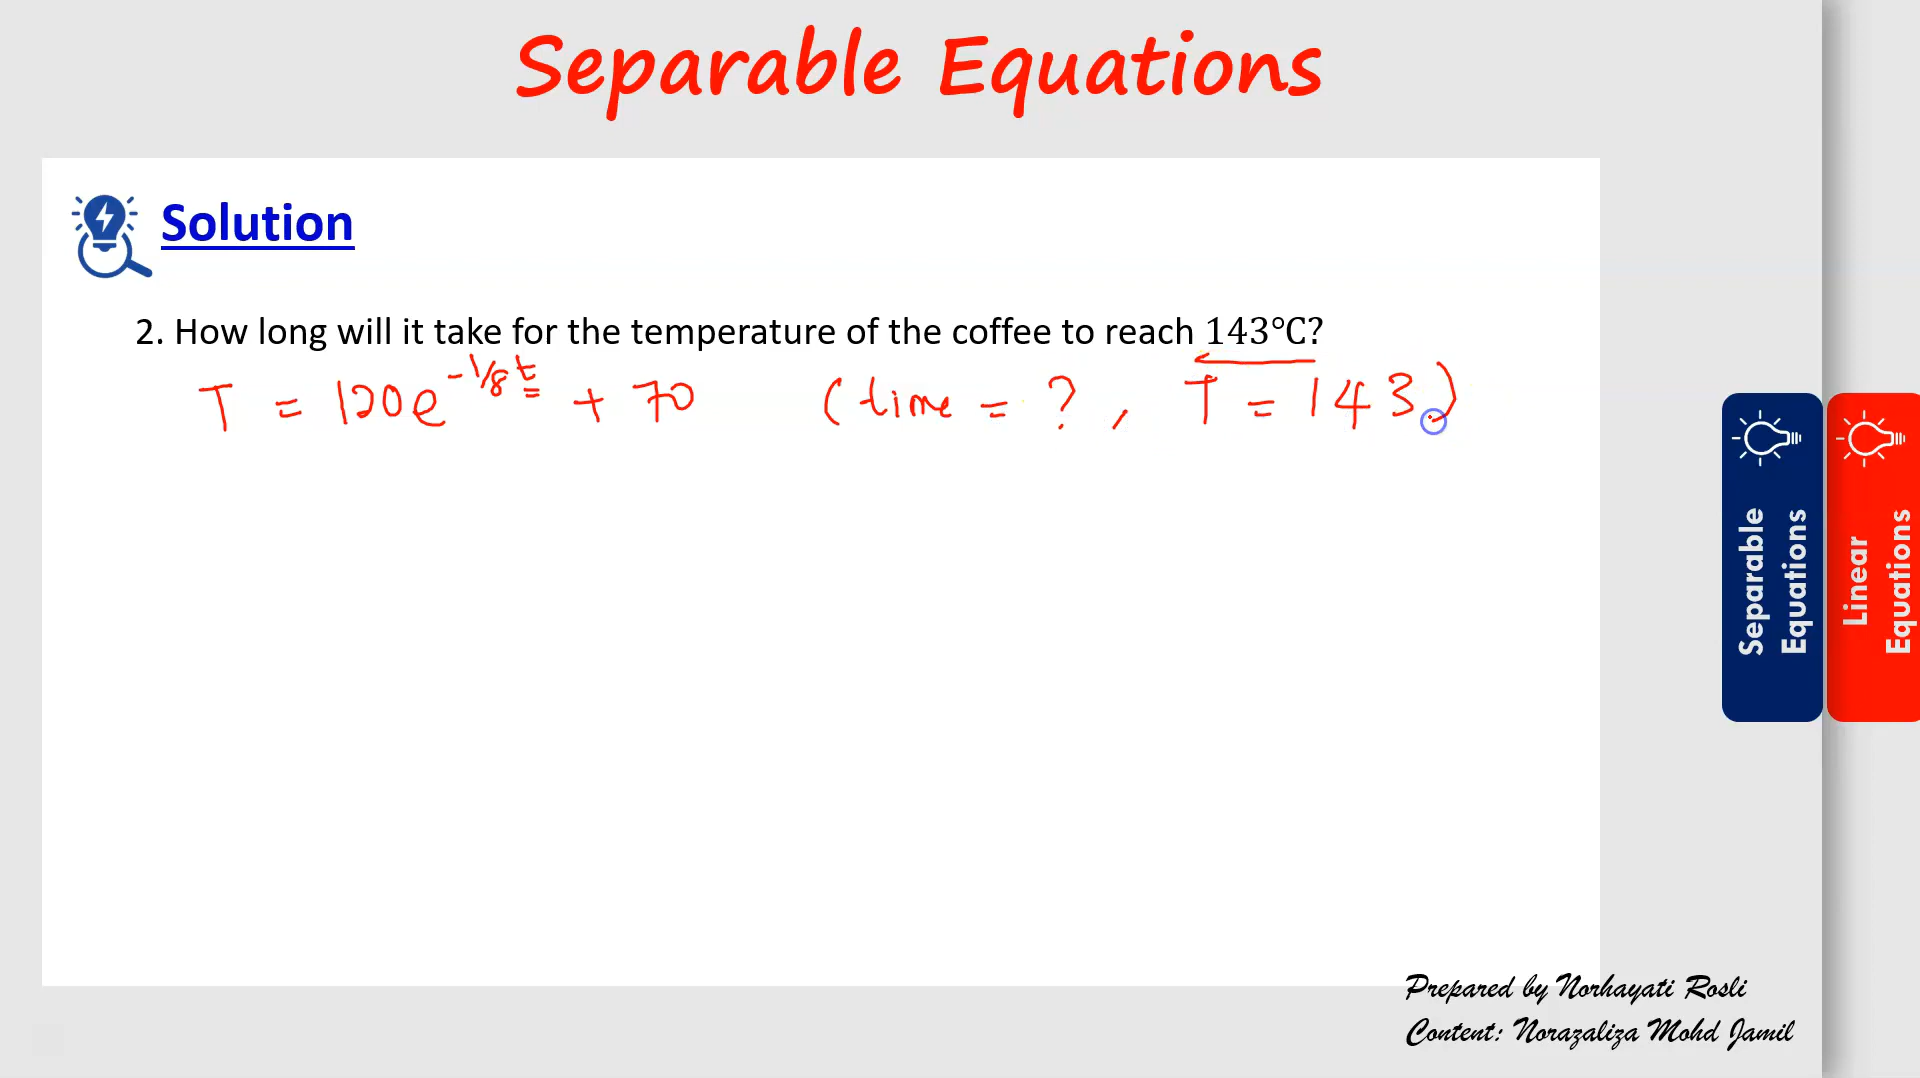 Separable Equations
Solution
2. How long will it take for the temperature of the coffee to reach 143°C?
T = 120e^{-1/8 t} + 70 (time = ?, T = 143)
Separable Equations
Linear Equations
Prepared by Norhayati Rosli
Content: Norazaliza Mohd Jamil